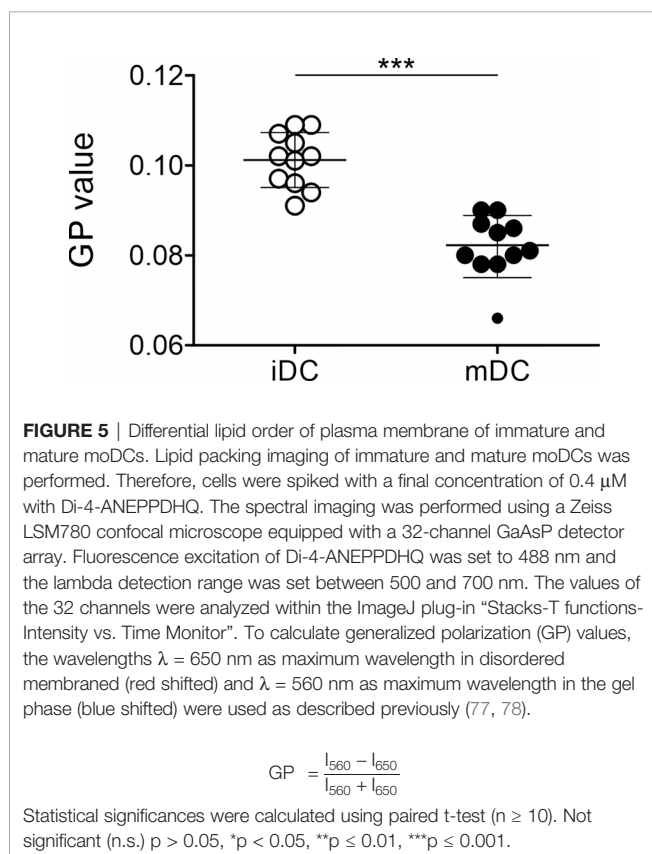 ***
0.12
0.10
0.08
0.06
GP value
iDC
mDC
FIGURE 5 | Differential lipid order of plasma membrane of immature and
mature moDCs. Lipid packing imaging of immature and mature moDCs was
performed. Therefore, cells were spiked with a final concentration of 0.4 μM
with Di-4-ANEPPDHQ. The spectral imaging was performed using a Zeiss
LSM780 confocal microscope equipped with a 32-channel GaAsP detector
array. Fluorescence excitation of Di-4-ANEPPDHQ was set to 488 nm and
the lambda detection range was set between 500 and 700 nm. The values of
the 32 channels were analyzed within the ImageJ plug-in “Stacks-T functions-
Intensity vs. Time Monitor”. To calculate generalized polarization (GP) values,
the wavelengths λ = 650 nm as maximum wavelength in disordered
membraned (red shifted) and λ = 560 nm as maximum wavelength in the gel
phase (blue shifted) were used as described previously (77, 78).
GP = (I560 − I650) / (I560 + I650)
Statistical significances were calculated using paired t-test (n ≥ 10). Not
significant (n.s.) p > 0.05, *p < 0.05, **p ≤ 0.01, ***p ≤ 0.001.